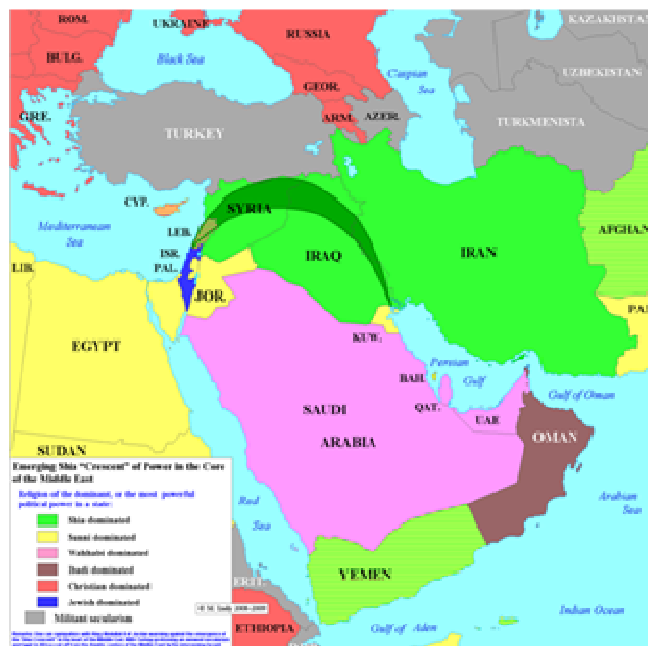 ROM.
UKRAINE
RUSSIA
KAZAKHSTA
BULG.
Black Sea
Caspian
Sea
UZBEKISTAN
GEOR.
GRE.
TURKEY
ARM.
AZER.
TURKMENISTA
CYP.
SYRIA
Mediterranean
Sea
LEB.
ISR.
PAL.
IRAQ
IRAN
AFGHAN
LIB.
JOR.
PA
EGYPT
KUW.
Persian
Gulf
BAH.
QAT.
Gulf of Oman
SAUDI
ARABIA
UAE
OMAN
SUDAN
Emerging Shia "Crescent" of Power in the Core
of the Middle East
Religion of the dominant, or the most powerful
political power in a state:
Shia dominated
Sunni dominated
Wahhabi dominated
Ibadi dominated
Christian dominated
Jewish dominated
Militant secularism
Red
Sea
Arabian
Sea
YEMEN
ERIT.
ETHIOPIA
Gulf of Aden
Indian Ocean